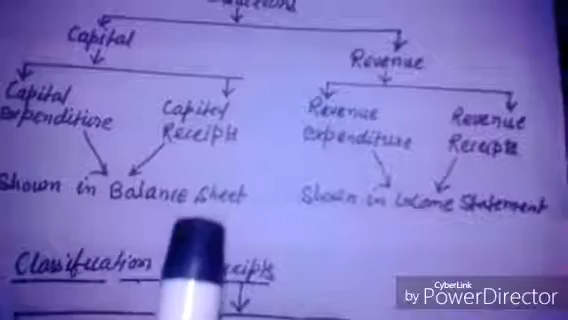 Capital
Revenue
Capital Expenditure
Capital Receipts
Revenue Expenditure
Revenue Receipts
Shown in Balance Sheet
Shown in Income Statement
Classification
CyberLink
by PowerDirector